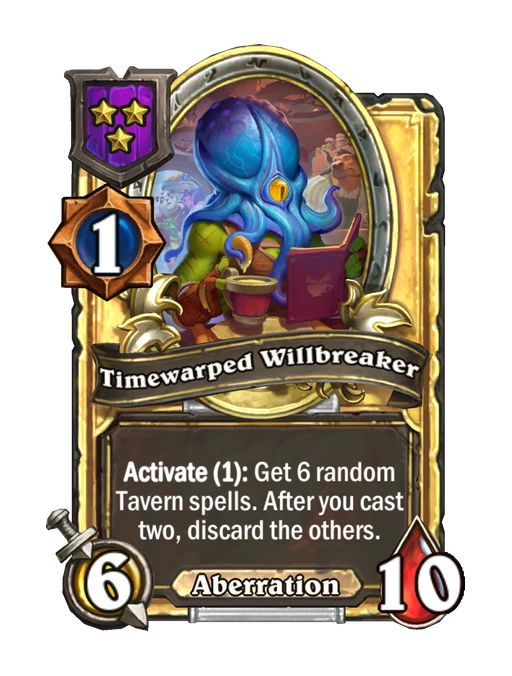 1
Timewarped Willbreaker
Activate (1): Get 6 random
Tavern spells. After you cast
two, discard the others.
6
Aberration
10